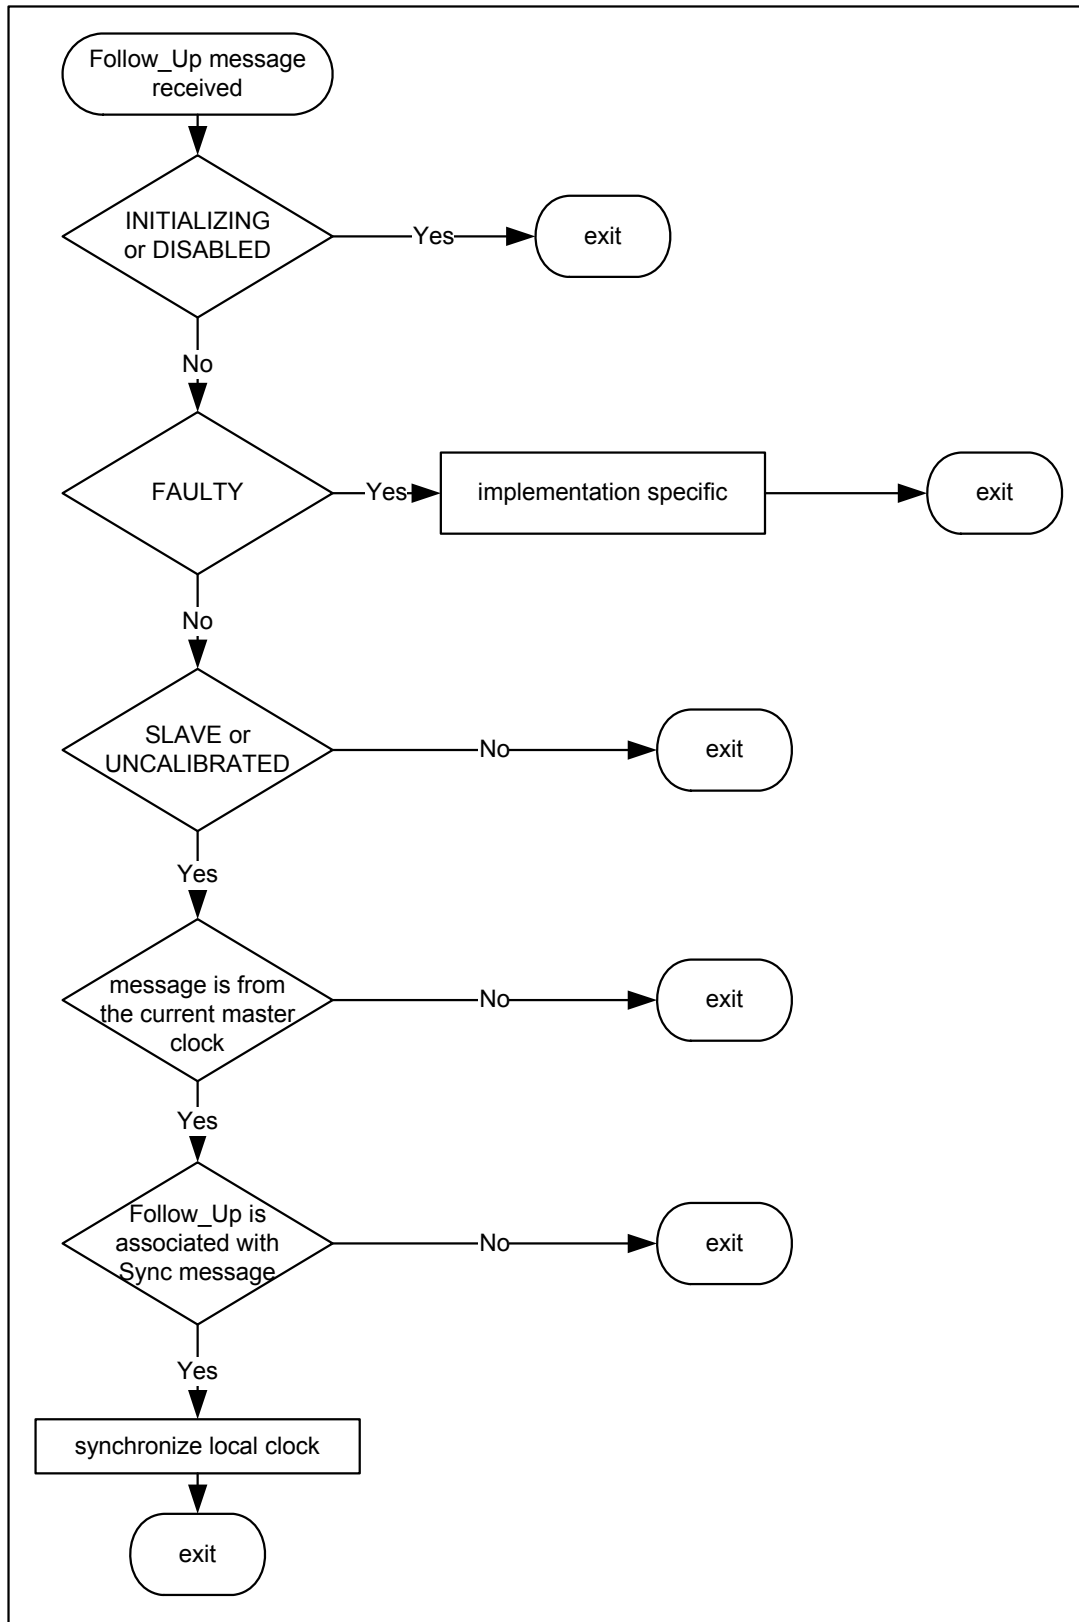 Follow_Up message
received
INITIALIZING
or DISABLED
Yes
exit
No
FAULTY
Yes
implementation specific
exit
No
SLAVE or
UNCALIBRATED
No
exit
Yes
message is from
the current master
clock
No
exit
Yes
Follow_Up is
associated with
Sync message
No
exit
Yes
synchronize local clock
exit